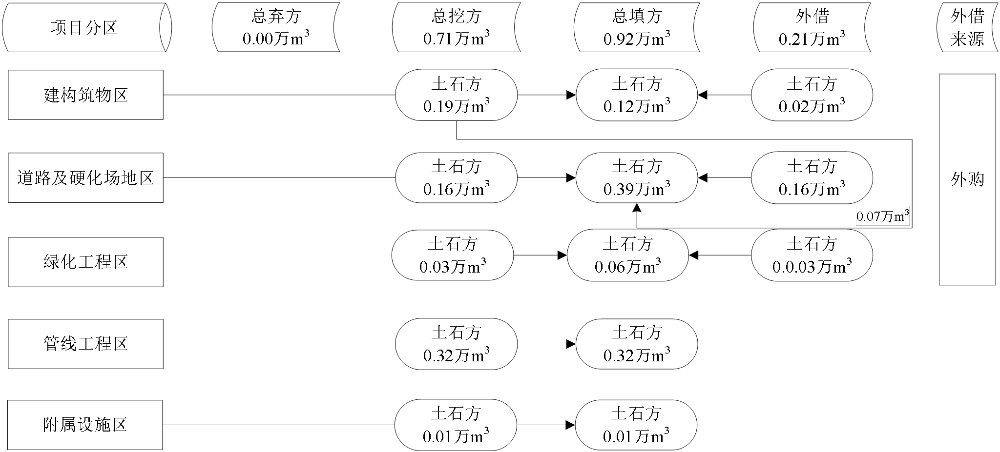 项目分区
总弃方
0.00万m³
总挖方
0.71万m³
总填方
0.92万m³
外借
0.21万m³
外借
来源
建构筑物区
土石方
0.19万m³
土石方
0.12万m³
土石方
0.02万m³
外购
道路及硬化场地区
土石方
0.16万m³
土石方
0.39万m³
土石方
0.16万m³
0.07万m³
绿化工程区
土石方
0.03万m³
土石方
0.06万m³
土石方
0.0.03万m³
管线工程区
土石方
0.32万m³
土石方
0.32万m³
附属设施区
土石方
0.01万m³
土石方
0.01万m³